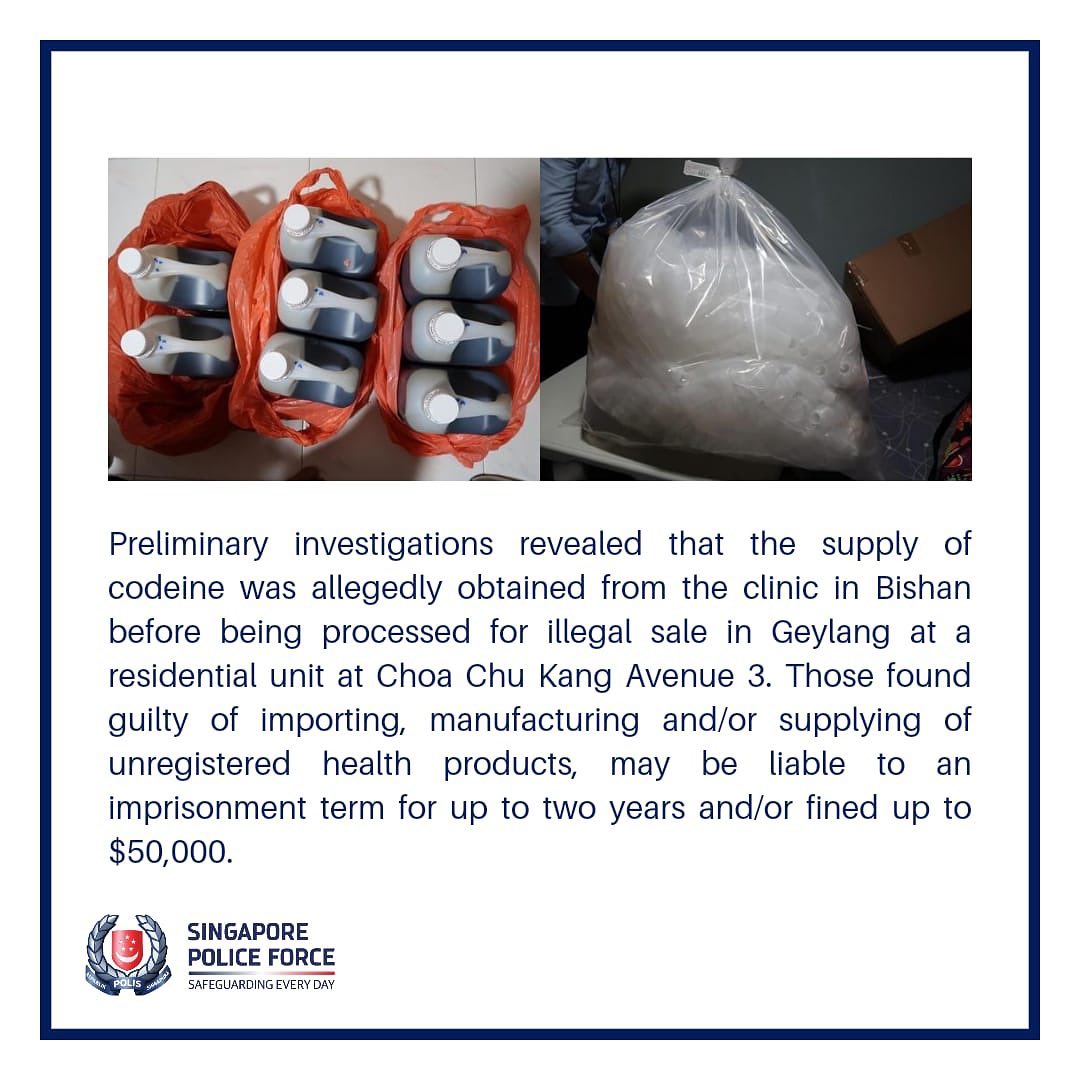 Preliminary investigations revealed that the supply of
codeine was allegedly obtained from the clinic in Bishan
before being processed for illegal sale in Geylang at a
residential unit at Choa Chu Kang Avenue 3. Those found
guilty of importing, manufacturing and/or supplying of
unregistered health products, may be liable to an
imprisonment term for up to two years and/or fined up to
$50,000.
SINGAPORE
POLICE FORCE
SAFEGUARDING EVERY DAY
REPUBLIK POLIS SINGAPURA